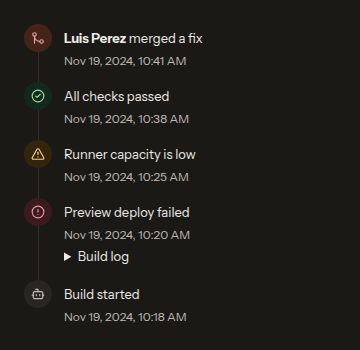 Luis Perez merged a fix
Nov 19, 2024, 10:41 AM
All checks passed
Nov 19, 2024, 10:38 AM
Runner capacity is low
Nov 19, 2024, 10:25 AM
Preview deploy failed
Nov 19, 2024, 10:20 AM
Build log
Build started
Nov 19, 2024, 10:18 AM